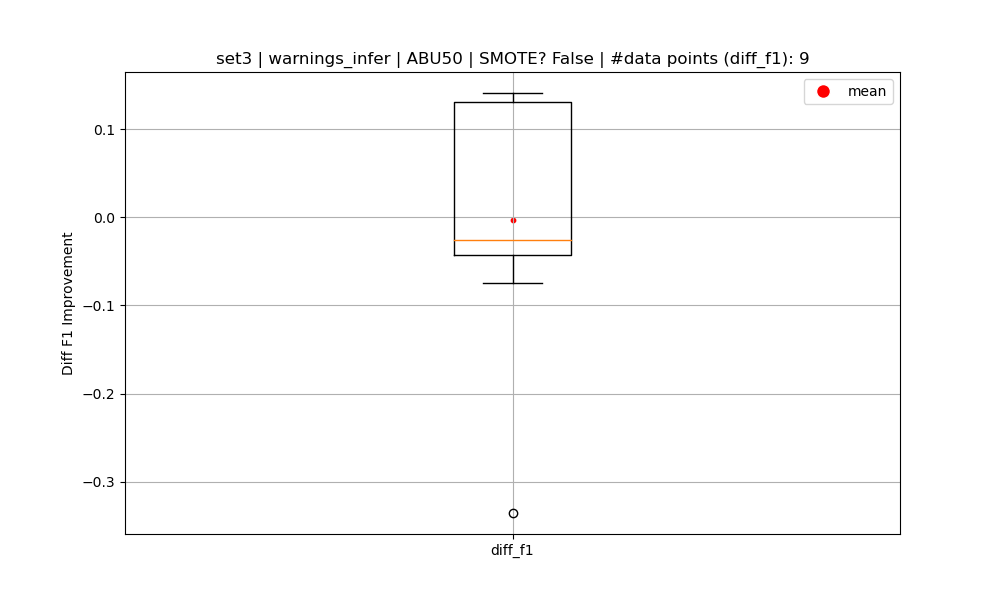 set3 | warnings_infer | ABU50 | SMOTE? False | #data points (diff_f1): 9
mean
0.1
0.0
−0.1
−0.2
−0.3
Diff F1 Improvement
diff_f1